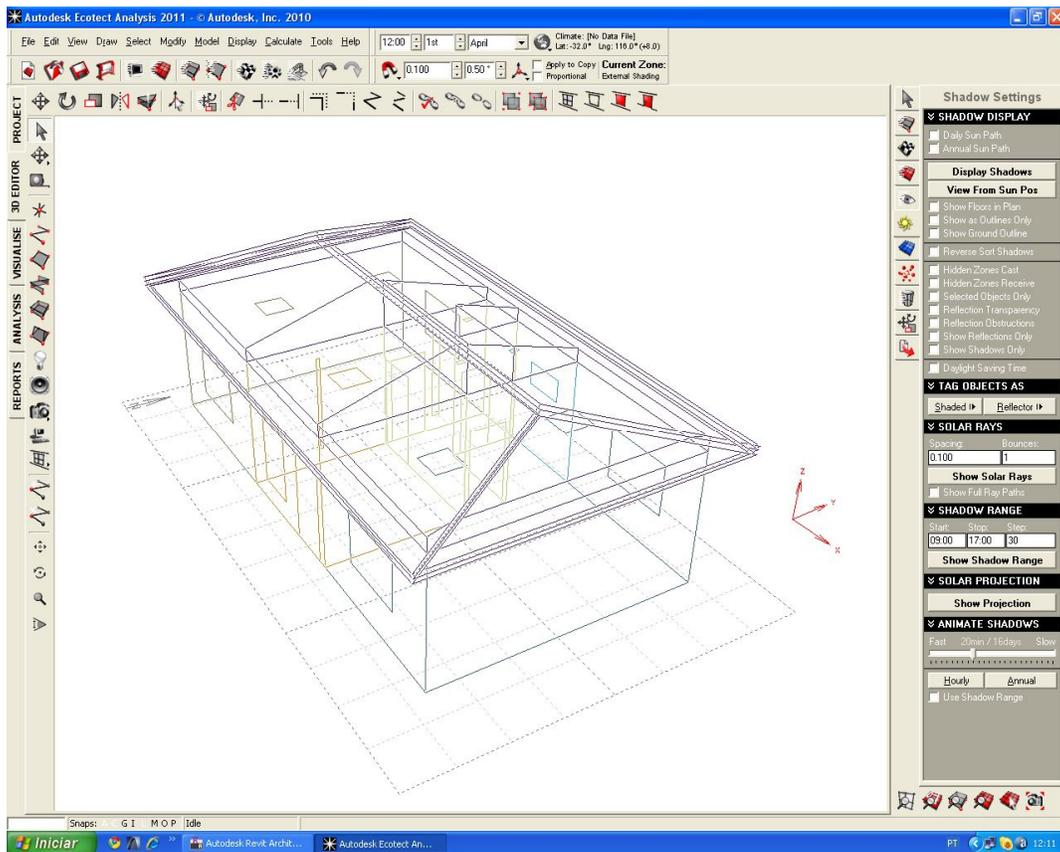 Autodesk Ecotect Analysis 2011 - © Autodesk, Inc. 2010
File Edit View Draw Select Modify Model Display Calculate Tools Help
12:00 1st April
Climate: [No Data File]
Lat: -32.0° Lng: 116.0° (+8.0)
0.100 0.50 °
Apply to Copy
Proportional
Current Zone:
External Shading
PROJECT
3D EDITOR
VISUALISE
ANALYSIS
REPORTS
Z
Y
X
Shadow Settings
SHADOW DISPLAY
Daily Sun Path
Annual Sun Path
Display Shadows
View From Sun Pos
Show Floors in Plan
Show as Outlines Only
Show Ground Outline
Reverse Sort Shadows
Hidden Zones Cast
Hidden Zones Receive
Selected Objects Only
Reflection Transparency
Reflection Obstructions
Show Reflections Only
Show Shadows Only
Daylight Saving Time
TAG OBJECTS AS
Shaded Reflector
SOLAR RAYS
Spacing: Bounces:
0.100 1
Show Solar Rays
Show Full Ray Paths
SHADOW RANGE
Start: Stop: Step:
09:00 17:00 30
Show Shadow Range
SOLAR PROJECTION
Show Projection
ANIMATE SHADOWS
Fast 20min / 16days Slow
Hourly Annual
Use Shadow Range
Snaps: G I M O P Idle
Iniciar
Autodesk Revit Archit...
Autodesk Ecotect An...
PT 12:11